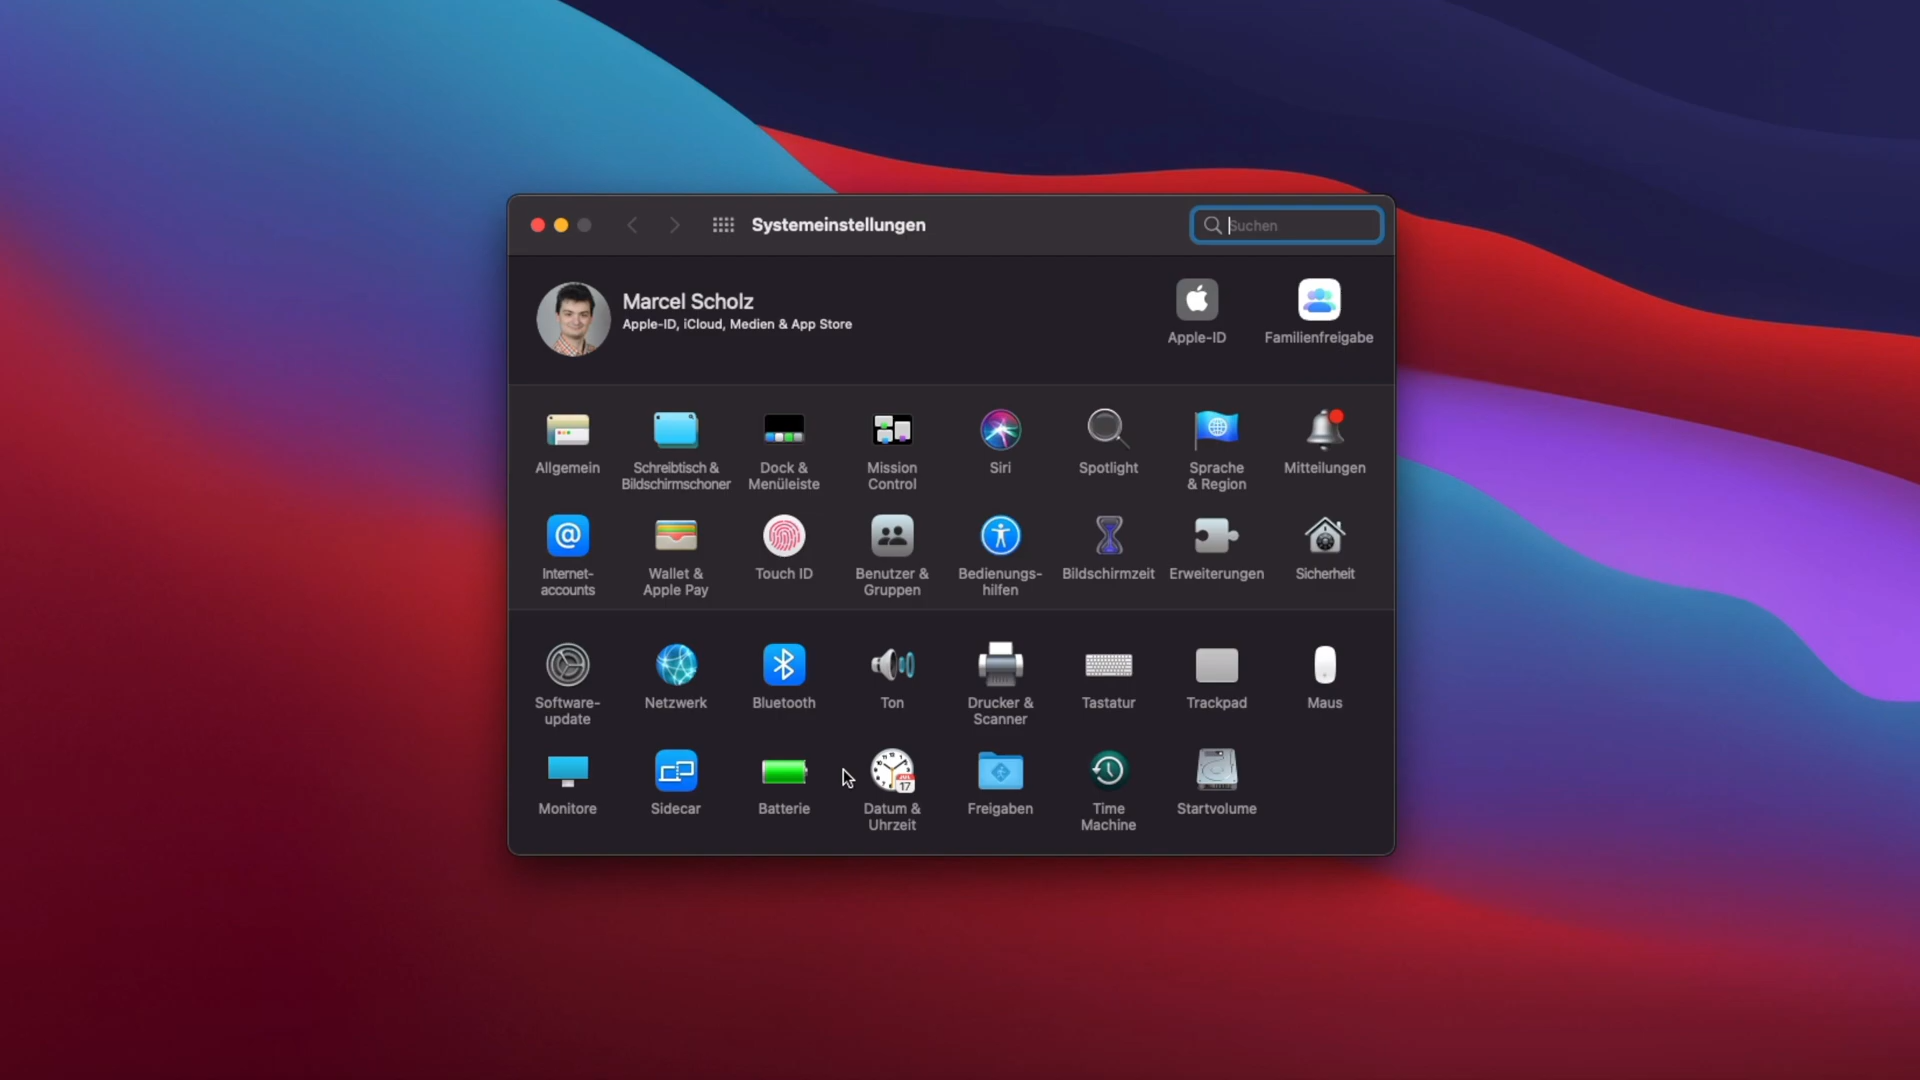 Systemeinstellungen
Suchen
Marcel Scholz
Apple-ID, iCloud, Medien & App Store
Apple-ID
Familienfreigabe
Allgemein
Schreibtisch &
Bildschirmschoner
Dock &
Menüleiste
Mission
Control
Siri
Spotlight
Sprache
& Region
Mitteilungen
Internet-
accounts
Wallet &
Apple Pay
Touch ID
Benutzer &
Gruppen
Bedienungs-
hilfen
Bildschirmzeit
Erweiterungen
Sicherheit
Software-
update
Netzwerk
Bluetooth
Ton
Drucker &
Scanner
Tastatur
Trackpad
Maus
Monitore
Sidecar
Batterie
JUL
17
Datum &
Uhrzeit
Freigaben
Time
Machine
Startvolume